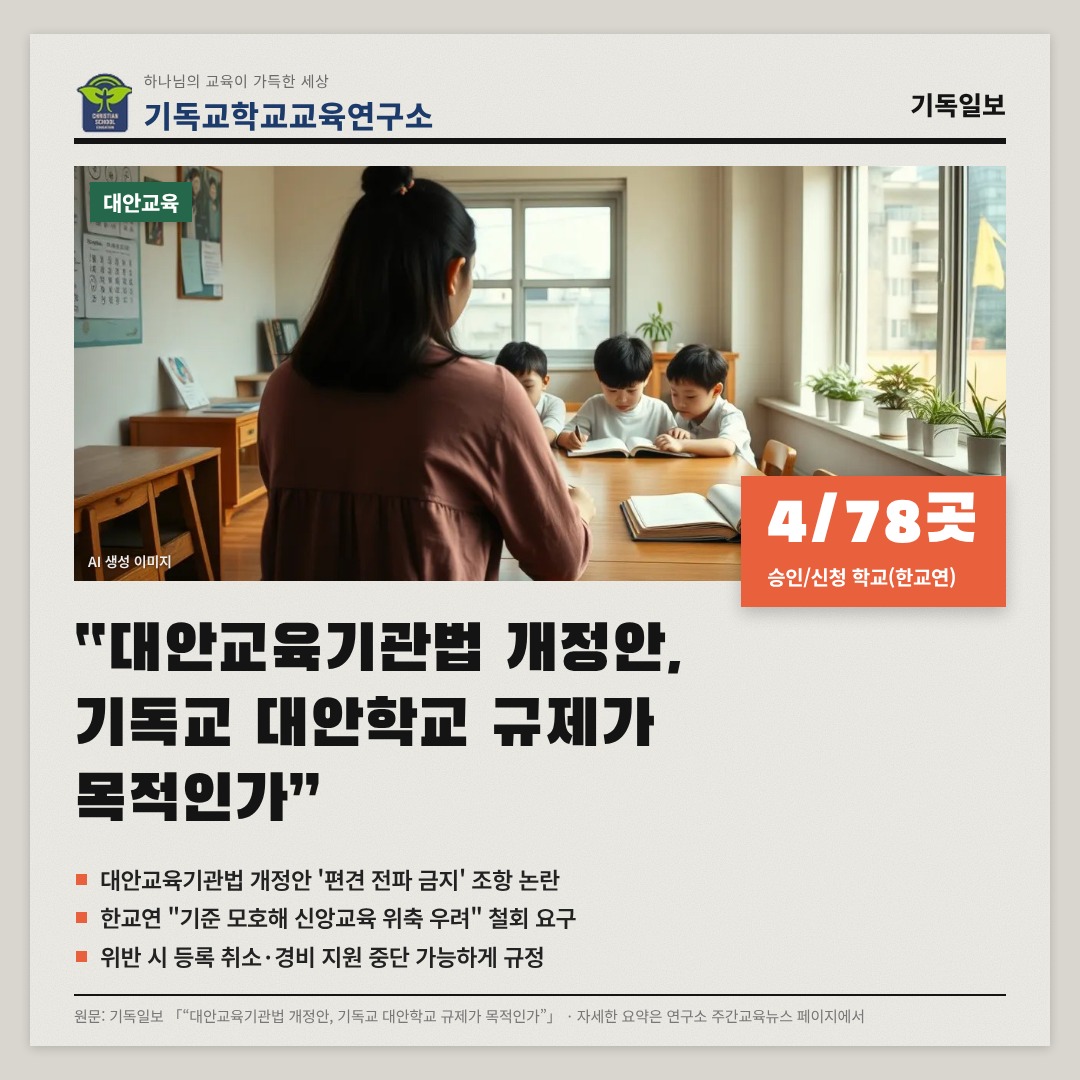 하나님의 교육이 가득한 세상
기독교학교교육연구소
CHRISTIAN
SCHOOL
기독일보
대안교육
AI 생성 이미지
4/78곳
승인/신청 학교(한교연)
"대안교육기관법 개정안,
기독교 대안학교 규제가
목적인가"
대안교육기관법 개정안 '편견 전파 금지' 조항 논란
한교연 "기준 모호해 신앙교육 위축 우려" 철회 요구
위반 시 등록 취소·경비 지원 중단 가능하게 규정
원문: 기독일보 「“대안교육기관법 개정안, 기독교 대안학교 규제가 목적인가”」 · 자세한 요약은 연구소 주간교육뉴스 페이지에서